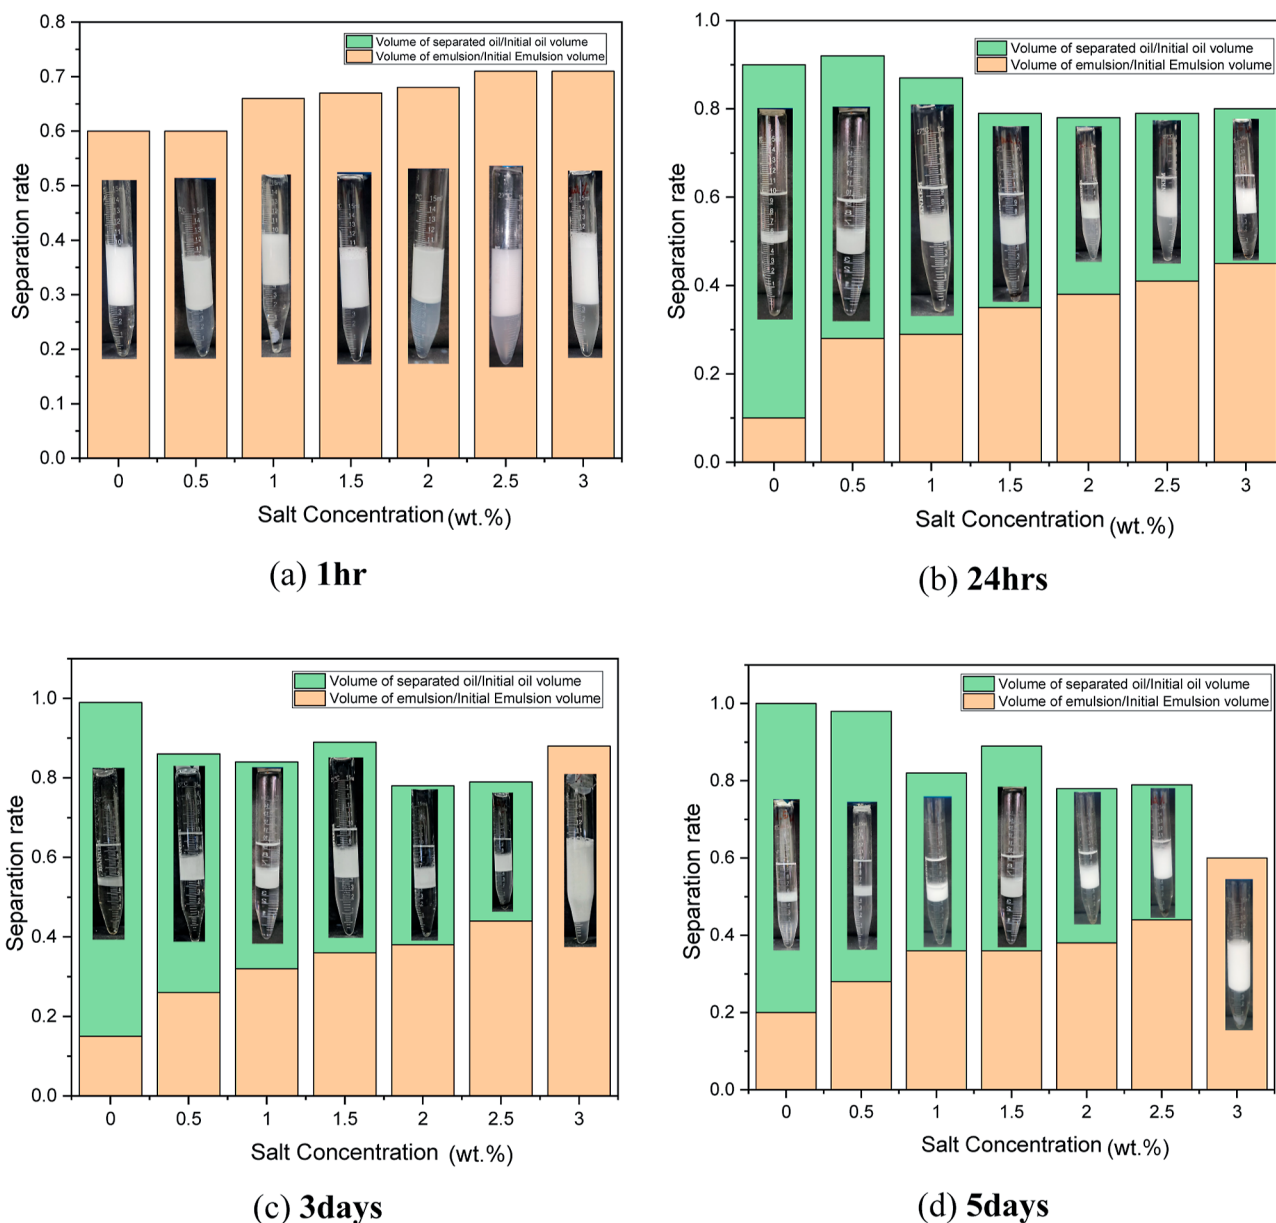 Volume of separated oil/Initial oil volume
Volume of emulsion/Initial Emulsion volume
Separation rate
0.8
0.7
0.6
0.5
0.4
0.3
0.2
0.1
0.0
0 0.5 1 1.5 2 2.5 3
Salt Concentration (wt.%)
(a) 1hr
Volume of separated oil/Initial oil volume
Volume of emulsion/Initial Emulsion volume
Separation rate
1.0
0.8
0.6
0.4
0.2
0.0
0 0.5 1 1.5 2 2.5 3
Salt Concentration (wt.%)
(b) 24hrs
Volume of separated oil/Initial oil volume
Volume of emulsion/Initial Emulsion volume
Separation rate
1.0
0.8
0.6
0.4
0.2
0.0
0 0.5 1 1.5 2 2.5 3
Salt Concentration (wt.%)
(c) 3days
Volume of separated oil/Initial oil volume
Volume of emulsion/Initial Emulsion volume
Separation rate
1.0
0.8
0.6
0.4
0.2
0.0
0 0.5 1 1.5 2 2.5 3
Salt Concentration (wt.%)
(d) 5days